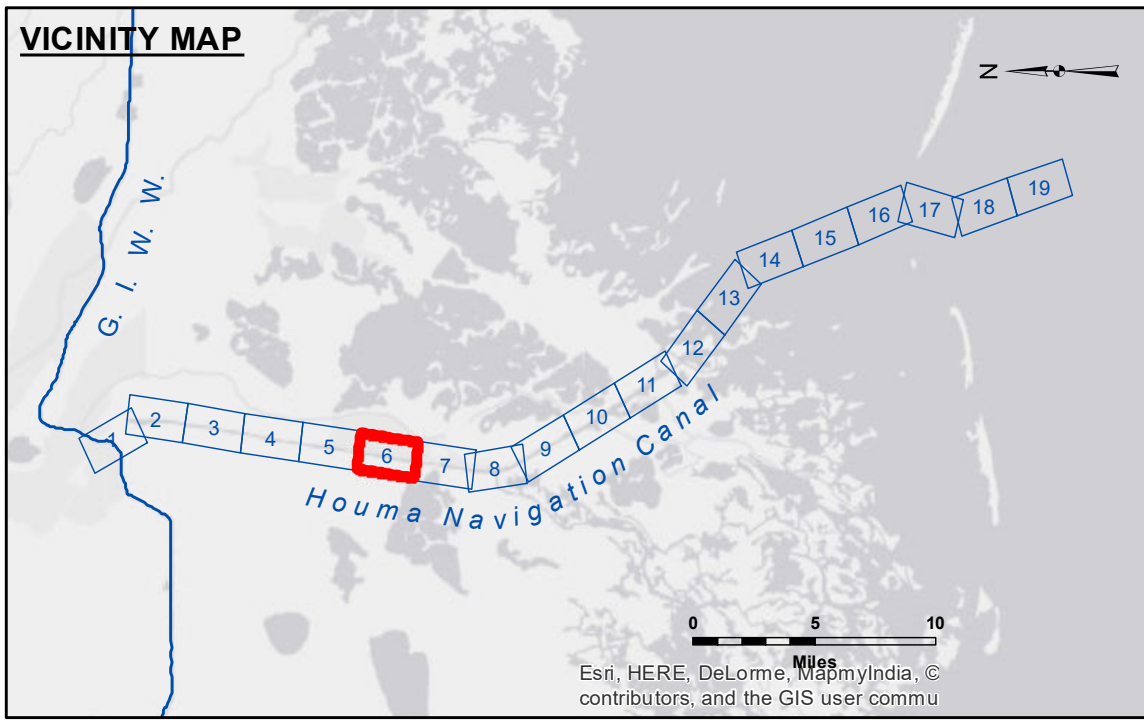 VICINITY MAP
N
G. I. W. W.
1
2
3
4
5
6
7
8
9
10
11
12
13
14
15
16
17
18
19
Houma Navigation Canal
0 5 10
Miles
Esri, HERE, DeLorme, MapmyIndia, ©
contributors, and the GIS user commu